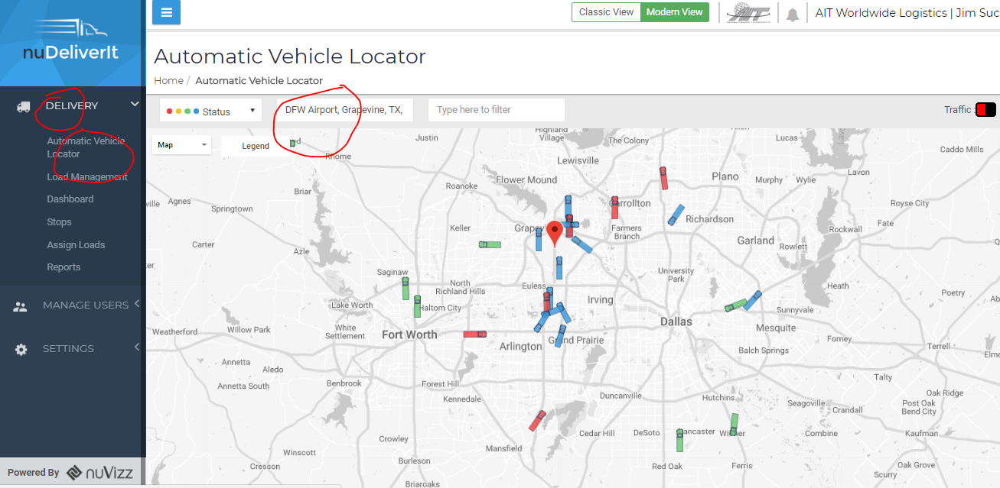 Classic View
Modern View
AIT
AIT Worldwide Logistics | Jim Suc
nuDeliverIt
Automatic Vehicle Locator
Home / Automatic Vehicle Locator
DELIVERY
Automatic Vehicle
Locator
Load Management
Dashboard
Stops
Assign Loads
Reports
MANAGE USERS
SETTINGS
Powered By nuVizz
Status
DFW Airport, Grapevine, TX,
Type here to filter
Traffic :
Map
Legend
Justin
Highland
Village
The Colony
Lucas
Caddo Mills
Rhome
Lewisville
Lavon
Flower Mound
Plano
Murphy
Wylie
Roanoke
Briar
Agnes
Springtown
Carrollton
Royse City
Keller
Richardson
Rockwall
Fate
Farmers
Branch
Garland
Rowlett
Carter
Azle
Saginaw
University
Park
North
Richland Hills
Euless
Irving
Heath
Poetry
Lake Worth
Haltom City
Sunnyvale
Dallas
White
Settlement
Fort Worth
Weatherford
Willow Park
Mesquite
Grand Prairie
Arlington
Forney
Terrell
Balch Springs
Annetta
Aledo
Annetta South
Benbrook
Forest Hill
Kennedale
Duncanville
Hutchins
Talty
Seagoville
Crandall
Oak Ridge
Post Oak
Bend City
Cedar Hill
DeSoto
Combine
Kaufman
Crowley
Mansfield
Winscott
Cresson
Burleson
Red Oak
Ferris
Oak Grove
Scurry
Briaroaks